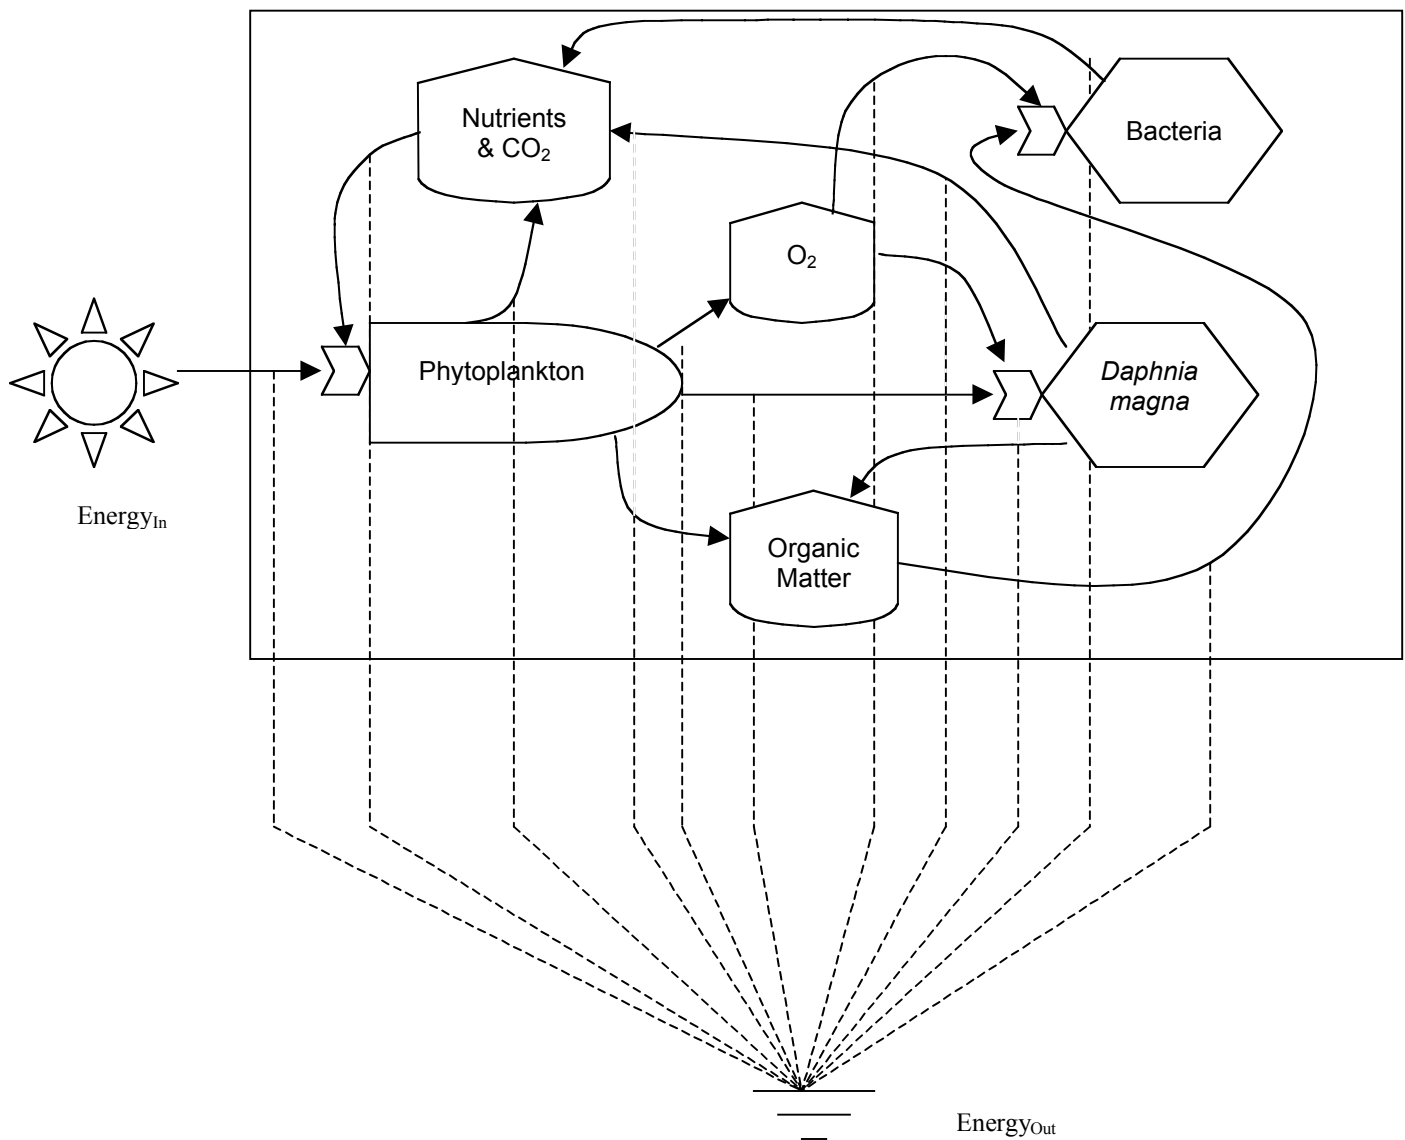 Nutrients
& CO₂
Bacteria
O₂
Phytoplankton
Daphnia
magna
Energy_In
Organic
Matter
Energy_Out